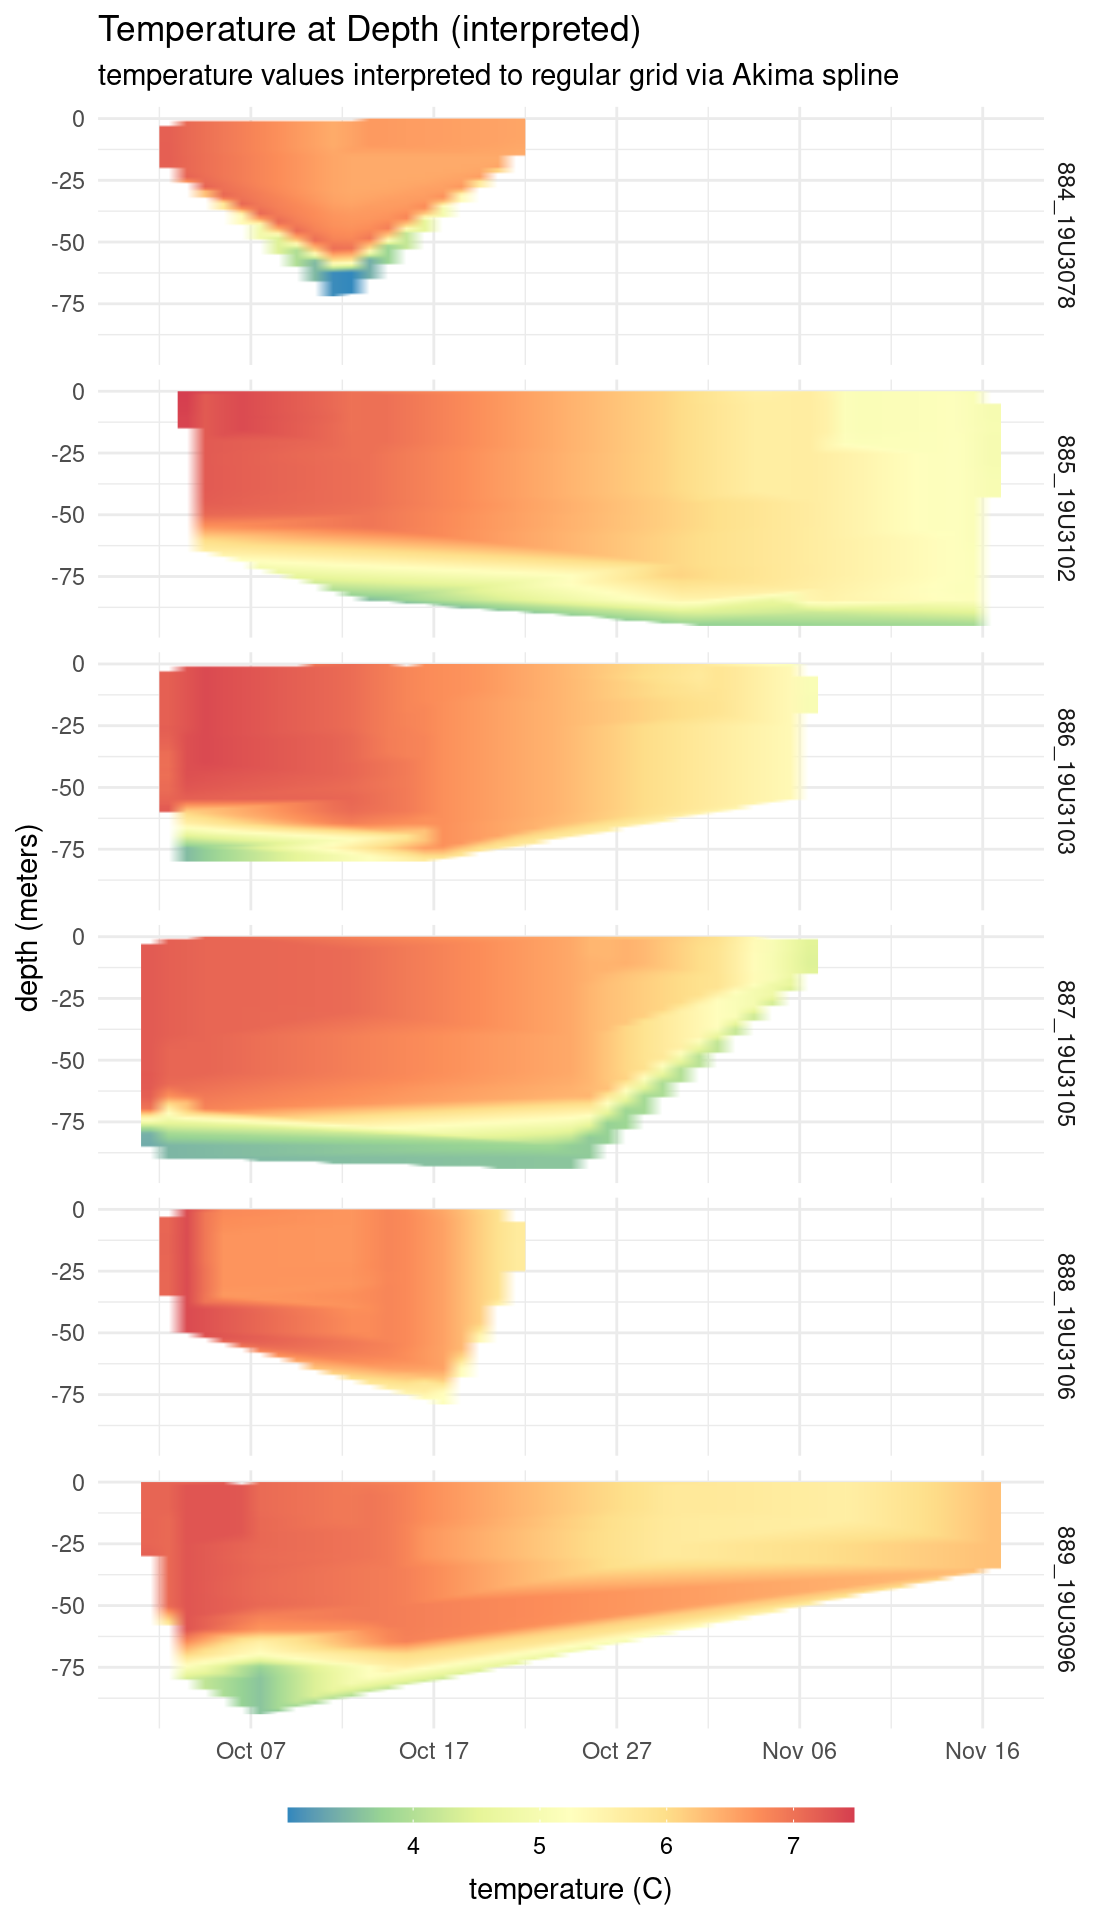 Temperature at Depth (interpreted)
temperature values interpreted to regular grid via Akima spline
depth (meters)
0
-25
-50
-75
884_19U3078
0
-25
-50
-75
885_19U3102
0
-25
-50
-75
886_19U3103
0
-25
-50
-75
887_19U3105
0
-25
-50
-75
888_19U3106
0
-25
-50
-75
889_19U3096
Oct 07 Oct 17 Oct 27 Nov 06 Nov 16
4 5 6 7
temperature (C)